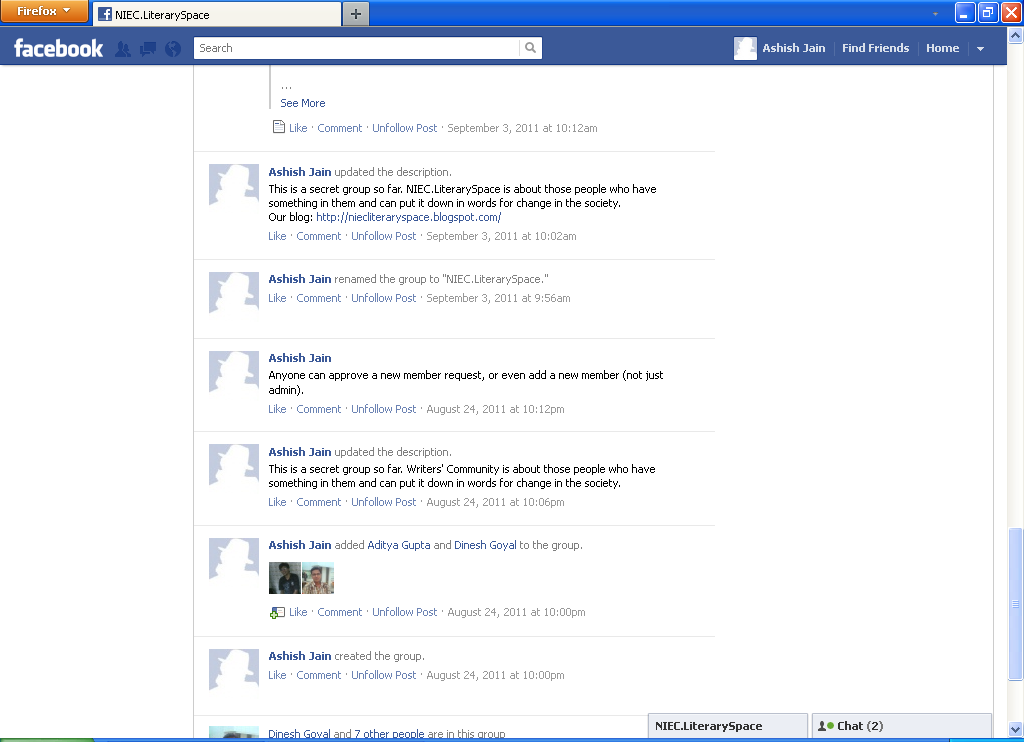 Firefox
NIEC.LiterarySpace
facebook
Search
Ashish Jain
Find Friends
Home
...
See More
Like · Comment · Unfollow Post · September 3, 2011 at 10:12am
Ashish Jain updated the description.
This is a secret group so far. NIEC.LiterarySpace is about those people who have
something in them and can put it down in words for change in the society.
Our blog: http://niecliteraryspace.blogspot.com/
Like · Comment · Unfollow Post · September 3, 2011 at 10:02am
Ashish Jain renamed the group to "NIEC.LiterarySpace."
Like · Comment · Unfollow Post · September 3, 2011 at 9:56am
Ashish Jain
Anyone can approve a new member request, or even add a new member (not just
admin).
Like · Comment · Unfollow Post · August 24, 2011 at 10:12pm
Ashish Jain updated the description.
This is a secret group so far. Writers' Community is about those people who have
something in them and can put it down in words for change in the society.
Like · Comment · Unfollow Post · August 24, 2011 at 10:06pm
Ashish Jain added Aditya Gupta and Dinesh Goyal to the group.
Like · Comment · Unfollow Post · August 24, 2011 at 10:00pm
Ashish Jain created the group.
Like · Comment · Unfollow Post · August 24, 2011 at 10:00pm
Dinesh Goyal and 7 other people are in this group
NIEC.LiterarySpace
Chat (2)